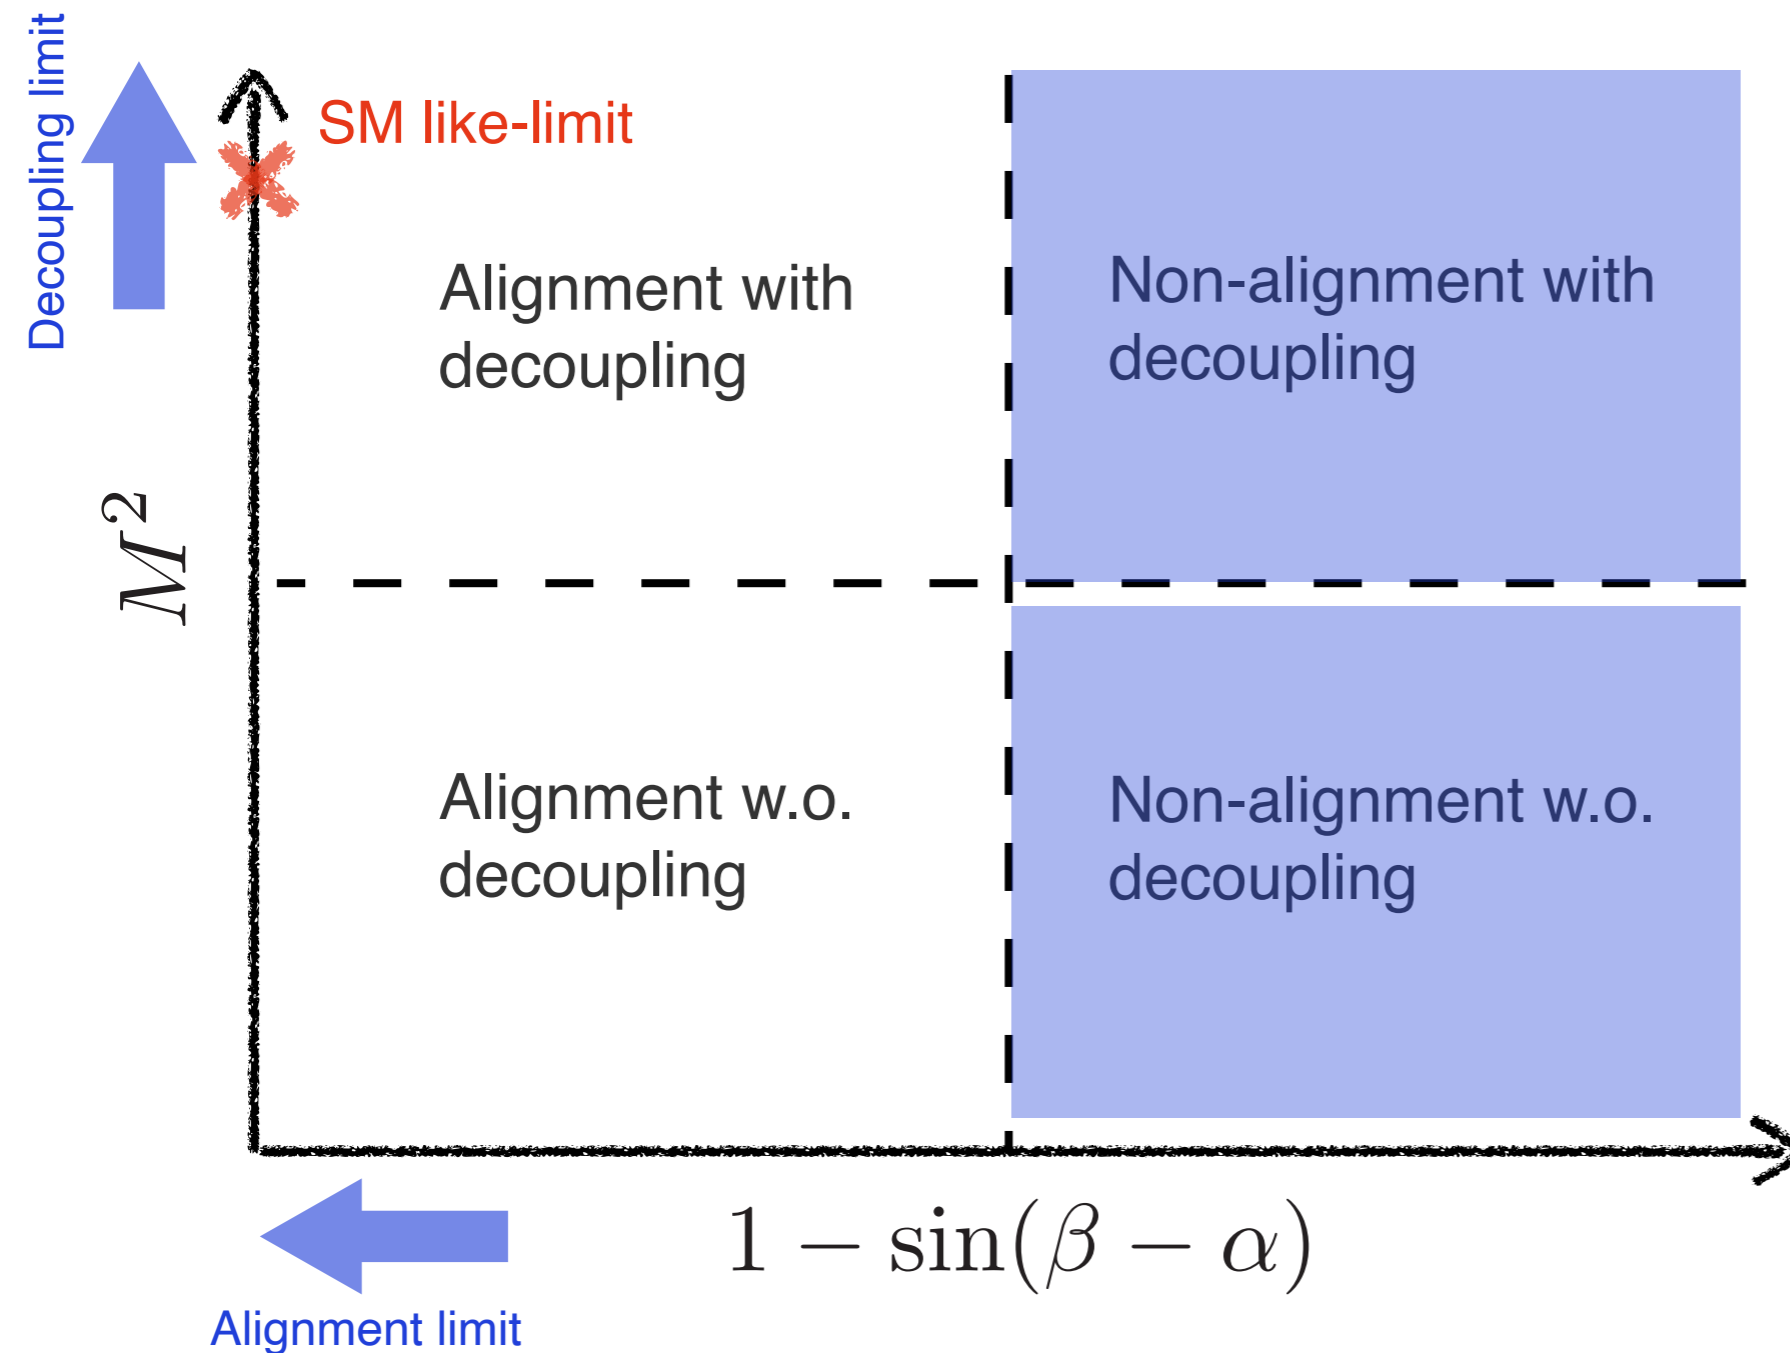 Decoupling limit
SM like-limit
Alignment with
decoupling
Non-alignment with
decoupling
M²
Alignment w.o.
decoupling
Non-alignment w.o.
decoupling
1 − sin(β − α)
Alignment limit